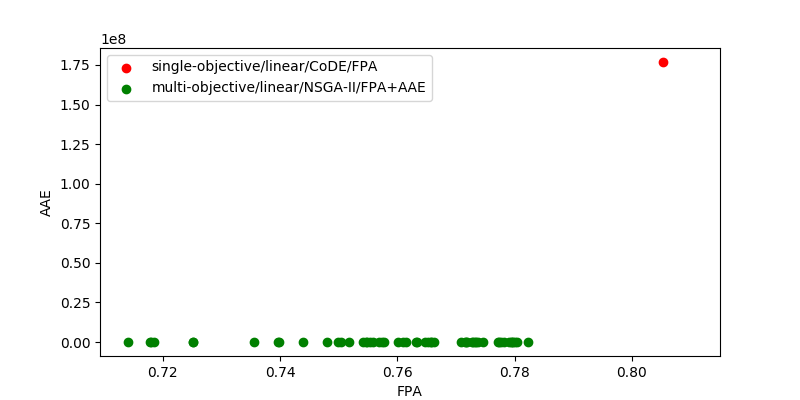 1e8
single-objective/linear/CoDE/FPA
multi-objective/linear/NSGA-II/FPA+AAE
1.75
1.50
1.25
1.00
0.75
0.50
0.25
0.00
AAE
0.72 0.74 0.76 0.78 0.80
FPA